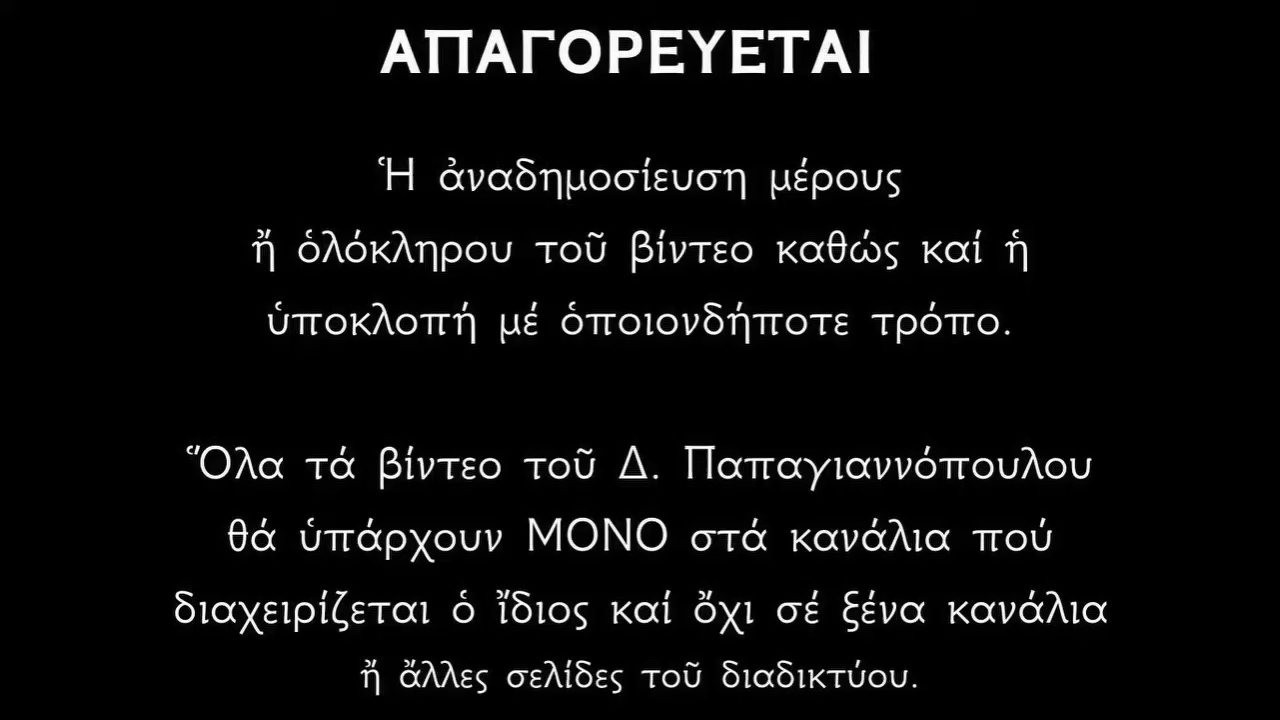 ΑΠΑΓΟΡΕΥΕΤΑΙ
Ἡ ἀναδημοσίευση μέρους
ἤ ὁλόκληρου τοῦ βίντεο καθώς καί ἡ
ὑποκλοπή μέ ὁποιονδήποτε τρόπο.
Ὅλα τά βίντεο τοῦ Δ. Παπαγιαννόπουλου
θά ὑπάρχουν ΜΟΝΟ στά κανάλια πού
διαχειρίζεται ὁ ἴδιος καί ὄχι σέ ξένα κανάλια
ἤ ἄλλες σελίδες τοῦ διαδικτύου.